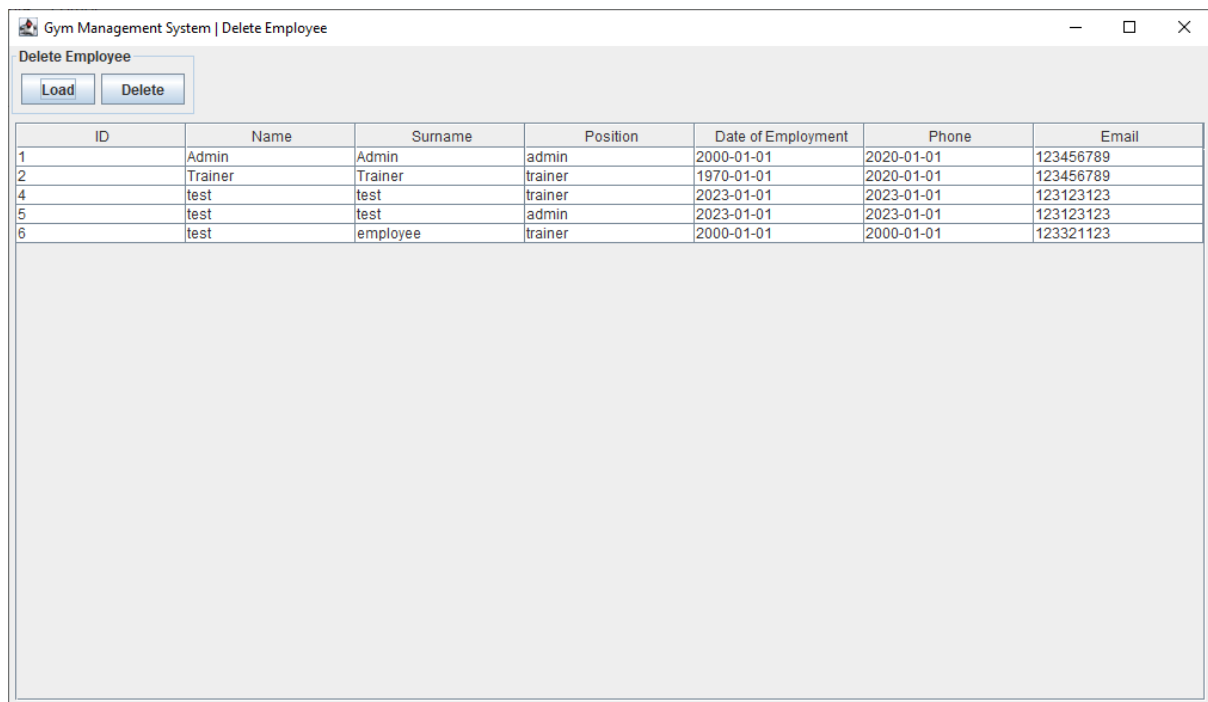 Gym Management System | Delete Employee
Delete Employee
Load Delete
ID Name Surname Position Date of Employment Phone Email
1 Admin Admin admin 2000-01-01 2020-01-01 123456789
2 Trainer Trainer trainer 1970-01-01 2020-01-01 123456789
4 test test trainer 2023-01-01 2023-01-01 123123123
5 test test admin 2023-01-01 2023-01-01 123123123
6 test employee trainer 2000-01-01 2000-01-01 123321123